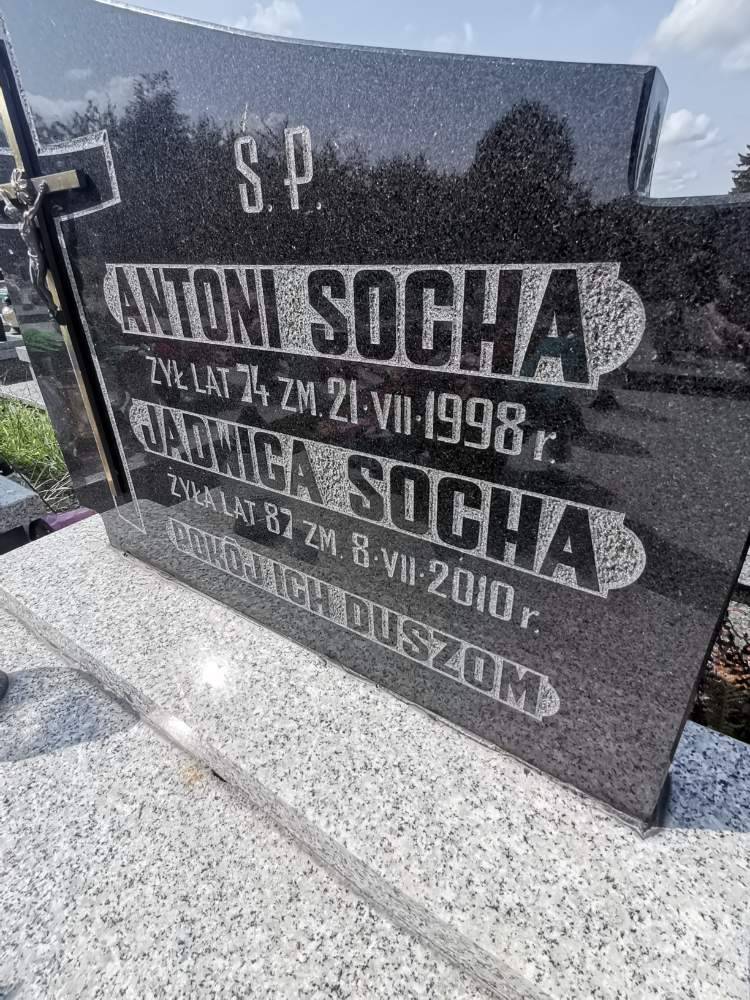 Ś. P.
ANTONI SOCHA
ŻYŁ LAT 74 ZM. 21·VII·1998 r.
JADWIGA SOCHA
ŻYŁA LAT 87 ZM. 8·VII·2010 r.
POKÓJ ICH DUSZOM